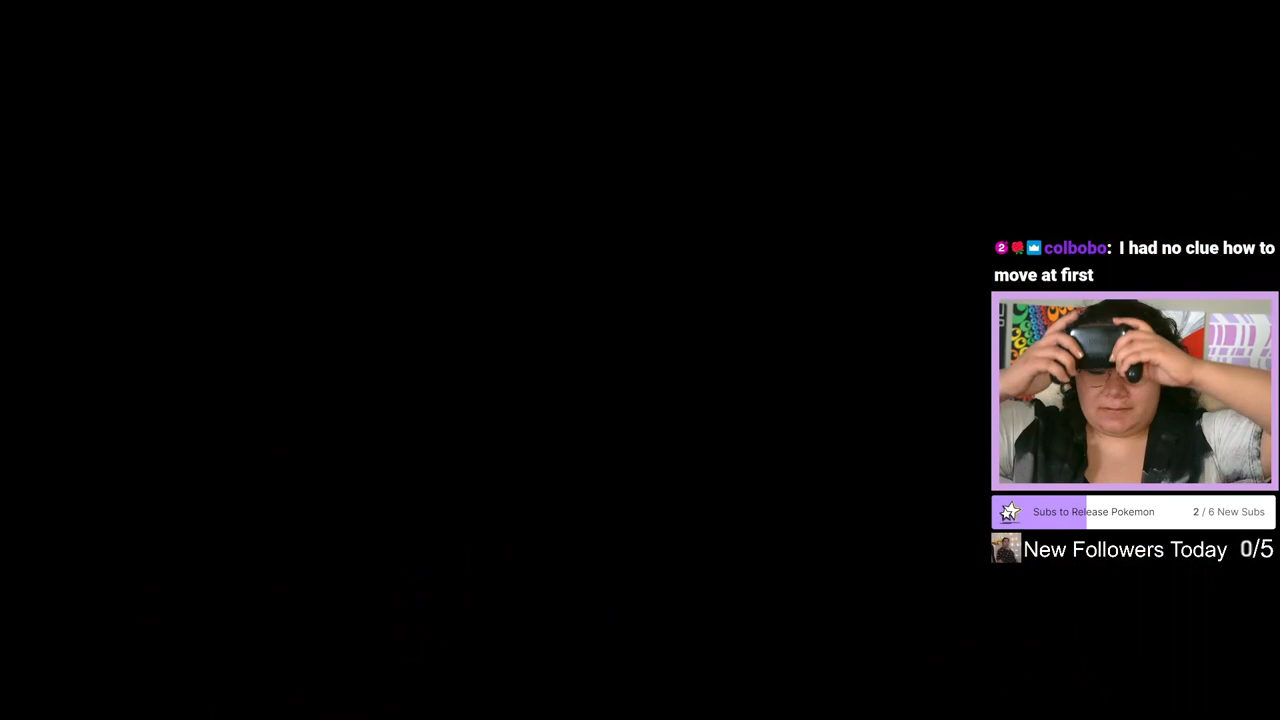 2 colbobo: I had no clue how to
move at first
Subs to Release Pokemon 2 / 6 New Subs
New Followers Today 0/5